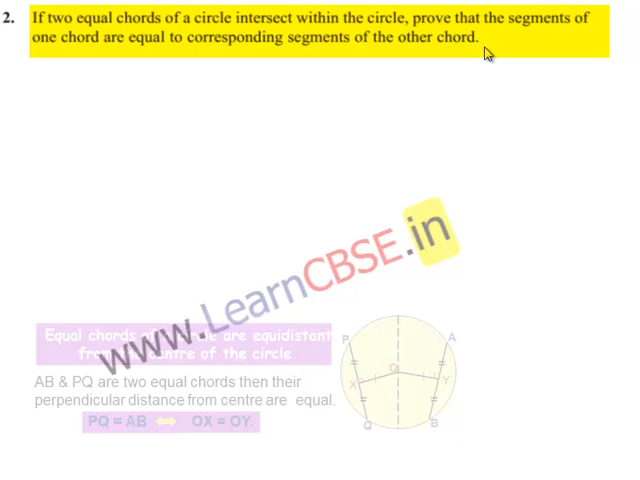 2. If two equal chords of a circle intersect within the circle, prove that the segments of
one chord are equal to corresponding segments of the other chord.
www.LearnCBSE.in
Equal chords of a circle are equidistant
from the centre of the circle
P A
O
X Y
Q B
AB & PQ are two equal chords then their
perpendicular distance from centre are equal.
PQ = AB OX = OY.